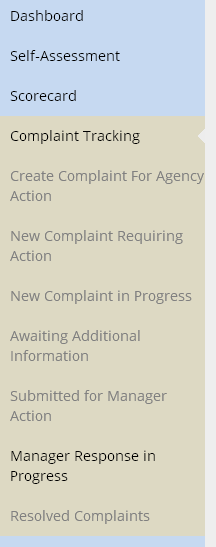 Dashboard
Self-Assessment
Scorecard
Complaint Tracking
Create Complaint For Agency
Action
New Complaint Requiring
Action
New Complaint in Progress
Awaiting Additional
Information
Submitted for Manager
Action
Manager Response in
Progress
Resolved Complaints